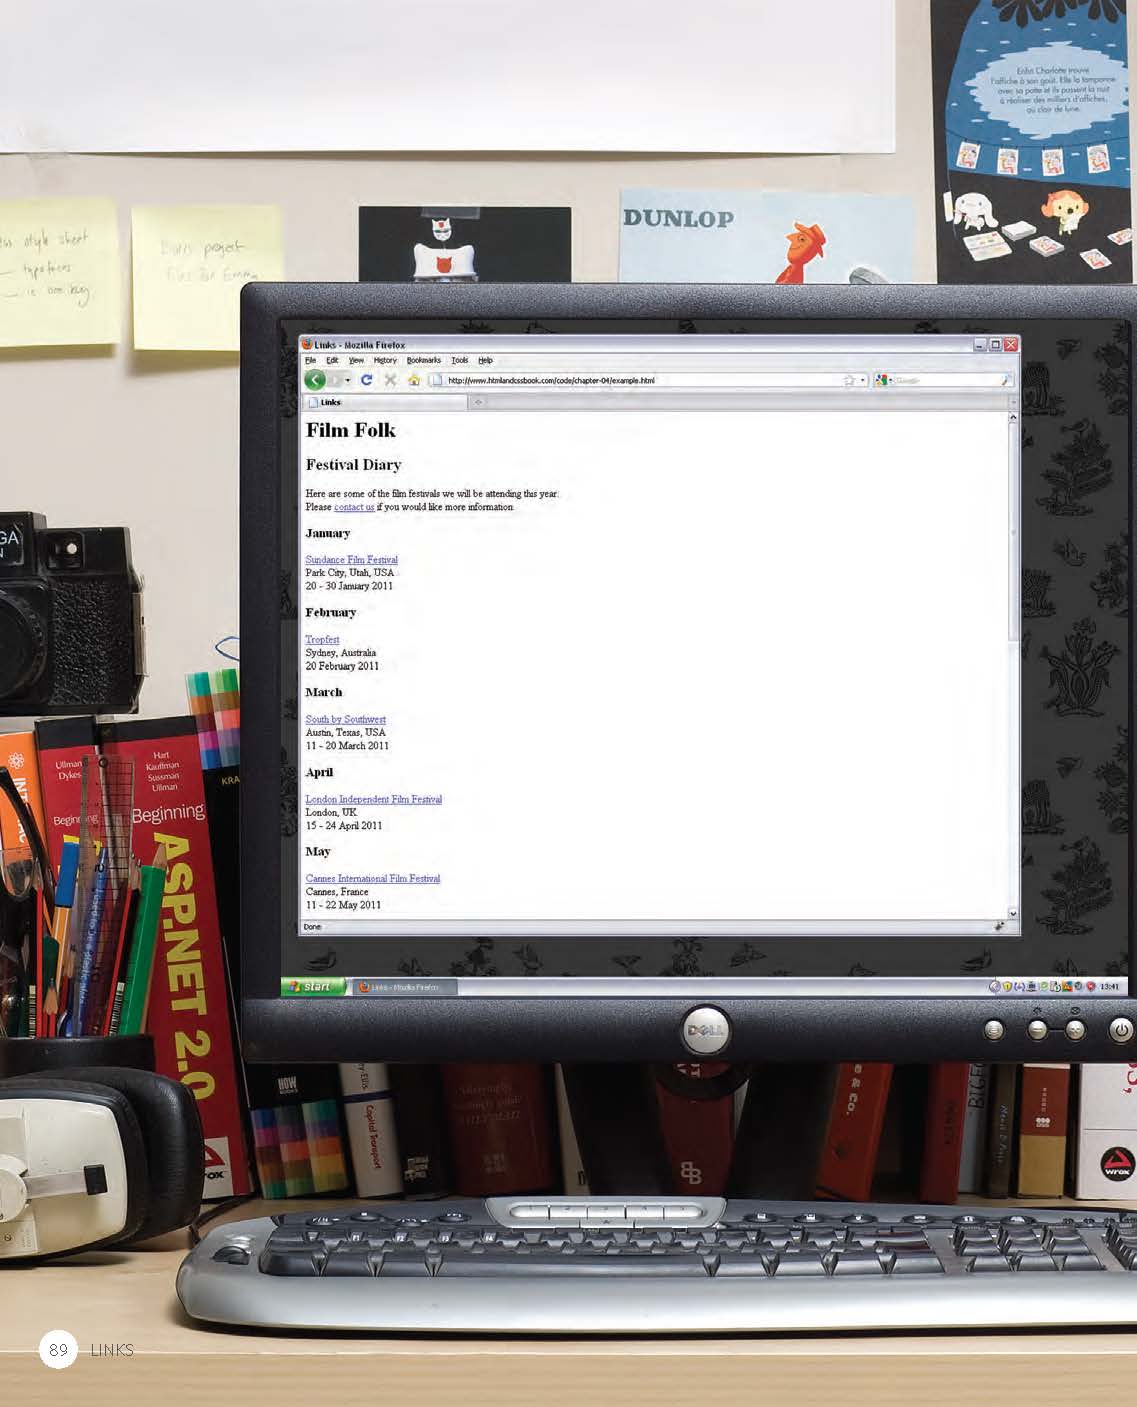 Enfin Charlotte trouve
l'affiche à son goût. Elle la tamponne
avec sa patte et ils passent la nuit
à réaliser des milliers d'affiches,
au clair de lune.
style sheet
typefaces
project
DUNLOP
Links - Mozilla Firefox
File Edit View History Bookmarks Tools Help
http://www.htmlandcssbook.com/code/chapter-04/example.html
Google
Links
Film Folk
Festival Diary
Here are some of the film festivals we will be attending this year.
Please contact us if you would like more information.
January
Sundance Film Festival
Park City, Utah, USA
20 - 30 January 2011
February
Tropfest
Sydney, Australia
20 February 2011
March
South by Southwest
Austin, Texas, USA
11 - 20 March 2011
April
London Independent Film Festival
London, UK
15 - 24 April 2011
May
Cannes International Film Festival
Cannes, France
11 - 22 May 2011
Done
start
Links - Mozilla Firefox
13:41
DELL
GA
N
Ullman
Dykes
Hart
Kauffman
Sussman
Ullman
Beginning
ASP.NET 2.0
wrox
KRA
HOW
BOOKS
Capital Transport
& Co.
wrox
89 LINKS